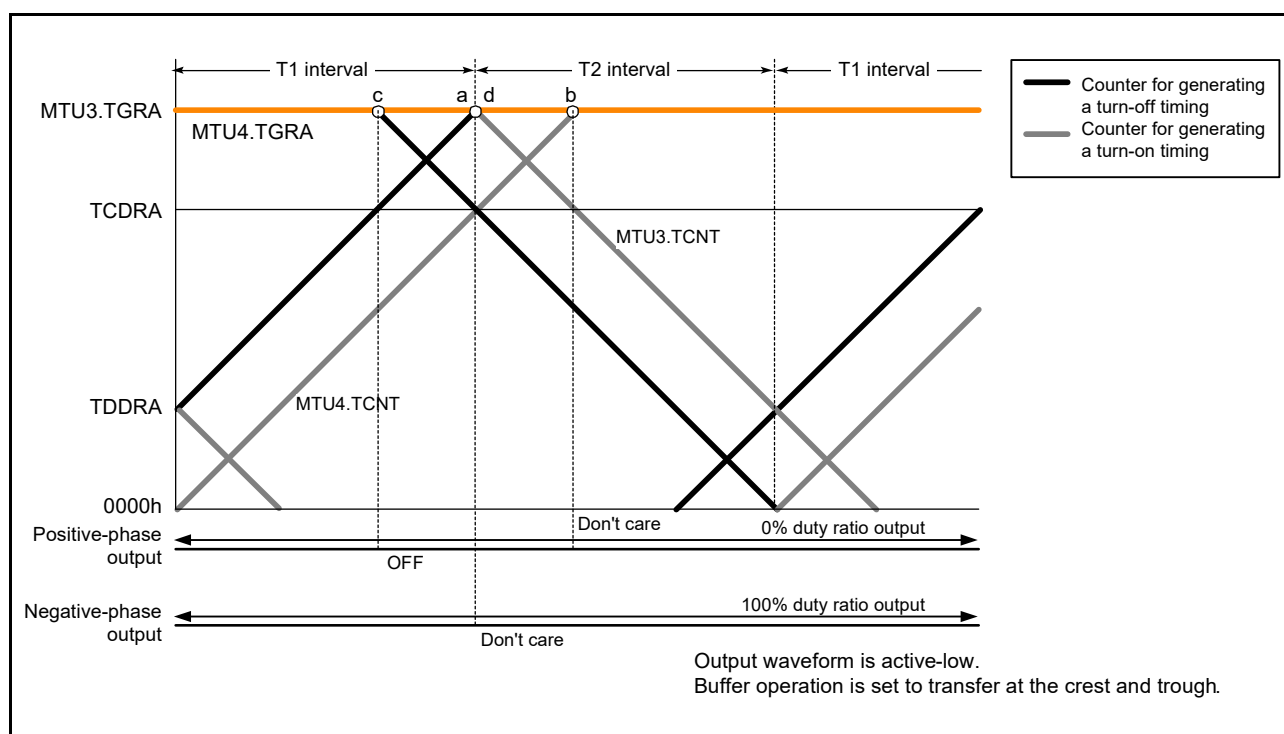 T1 interval
T2 interval
T1 interval
c
a
d
b
MTU3.TGRA
MTU4.TGRA
Counter for generating
a turn-off timing
Counter for generating
a turn-on timing
TCDRA
MTU3.TCNT
TDDRA
MTU4.TCNT
0000h
Don't care
0% duty ratio output
Positive-phase
output
OFF
100% duty ratio output
Negative-phase
output
Don't care
Output waveform is active-low.
Buffer operation is set to transfer at the crest and trough.